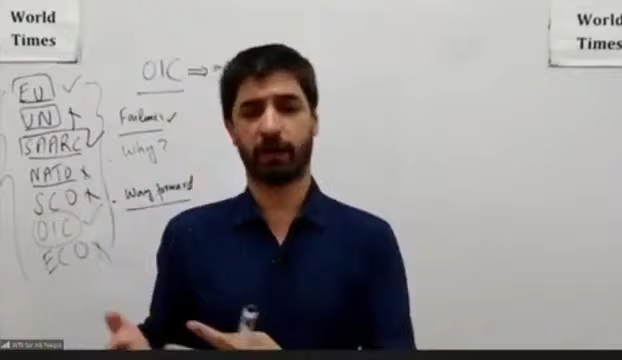 World
Times
World
Times
EU
UN
SAARC
NATO
SCO
OIC
ECO
OIC ⇒
Failures
Why?
Way forward